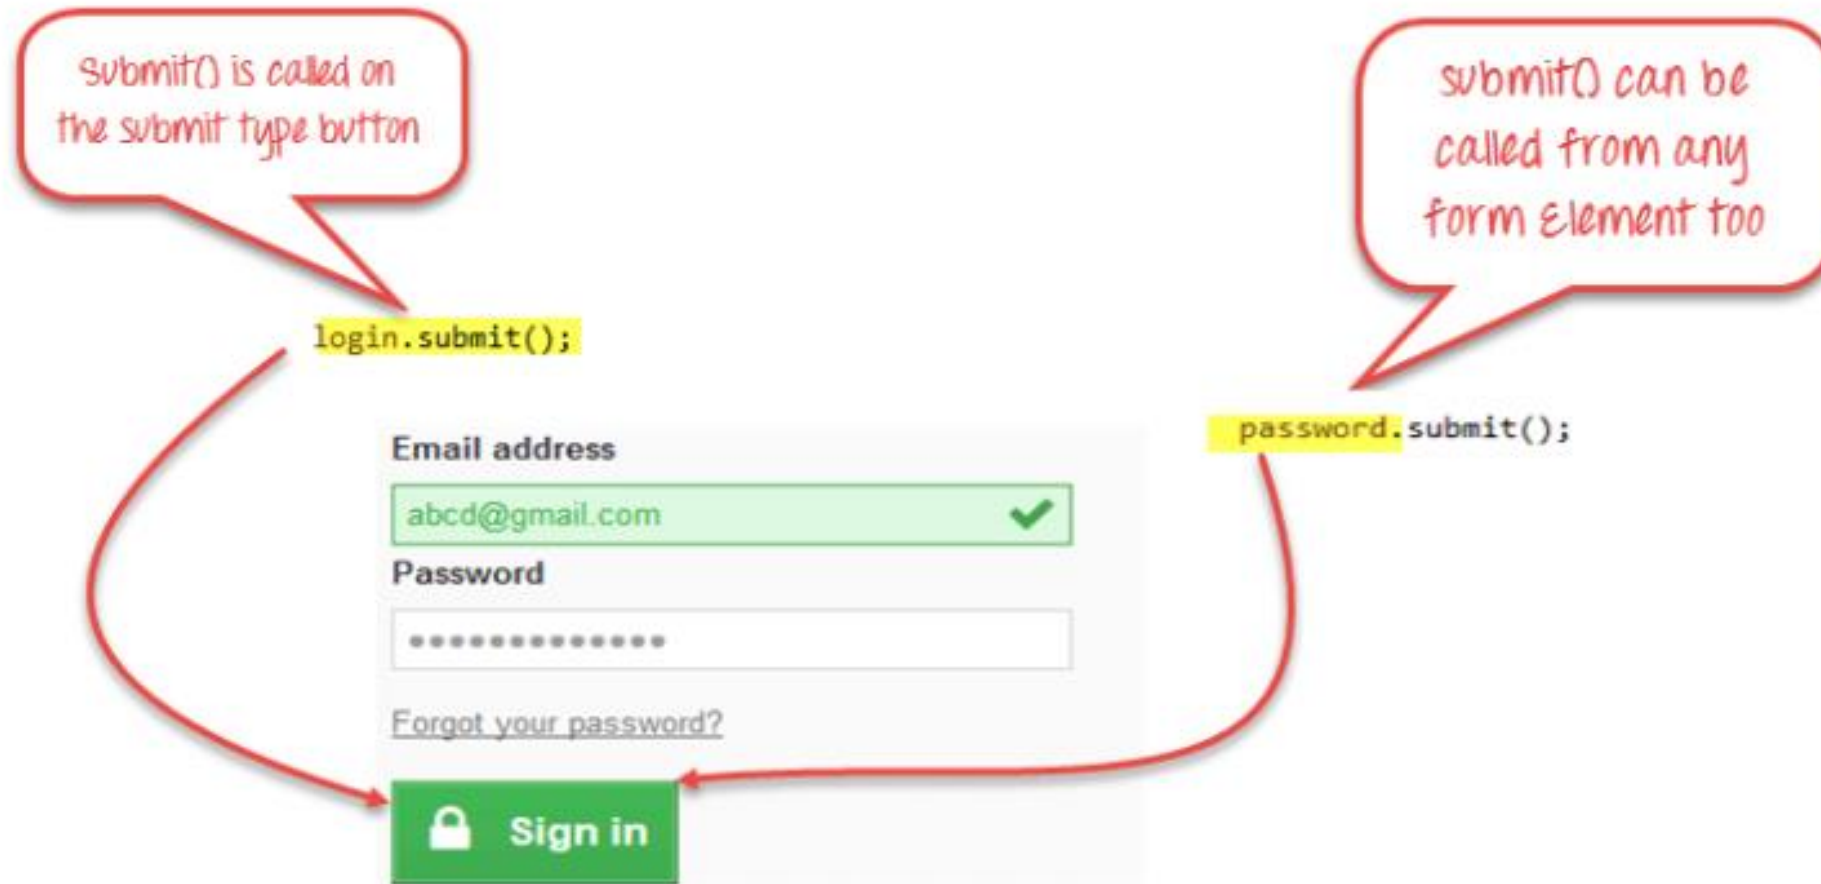 Submit() is called on
the submit type button
submit() can be
called from any
form Element too
login.submit();
password.submit();
Email address
abcd@gmail.com
Password
•••••••••••••
Forgot your password?
Sign in